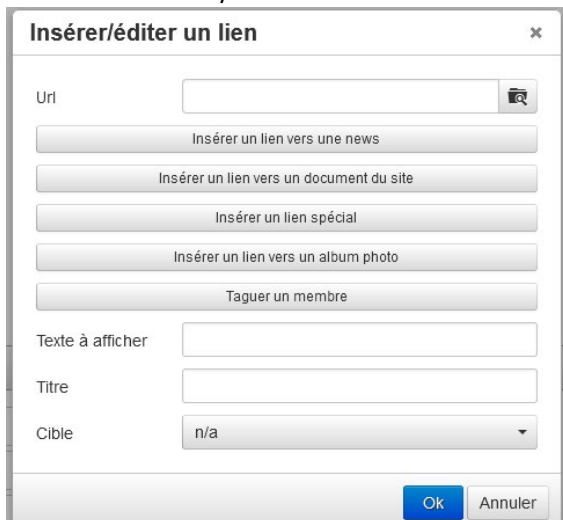 Insérer/éditer un lien ×
Url
Insérer un lien vers une news
Insérer un lien vers un document du site
Insérer un lien spécial
Insérer un lien vers un album photo
Taguer un membre
Texte à afficher
Titre
Cible n/a
Ok Annuler